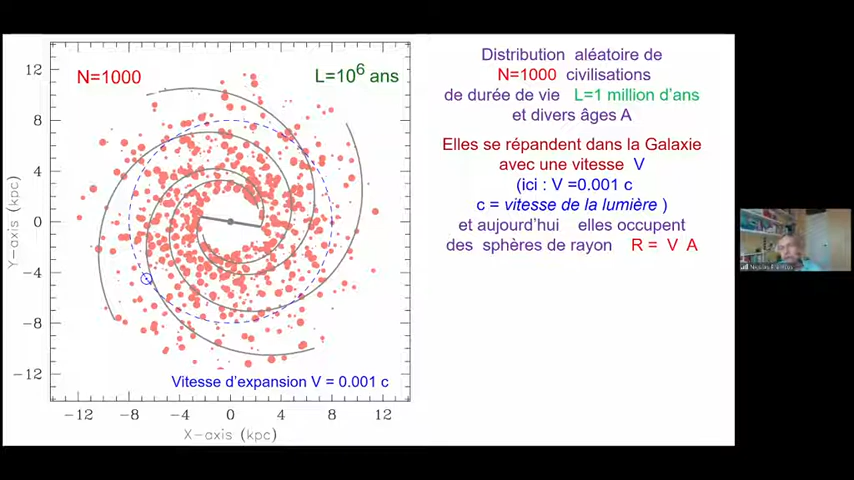 N=1000
L=10⁶ ans
12
8
4
0
−4
−8
−12
Y-axis (kpc)
−12 −8 −4 0 4 8 12
X-axis (kpc)
Vitesse d'expansion V = 0.001 c
Distribution aléatoire de
N=1000 civilisations
de durée de vie L=1 million d'ans
et divers âges A
Elles se répandent dans la Galaxie
avec une vitesse V
(ici : V =0.001 c
c = vitesse de la lumière )
et aujourd'hui elles occupent
des sphères de rayon R = V A